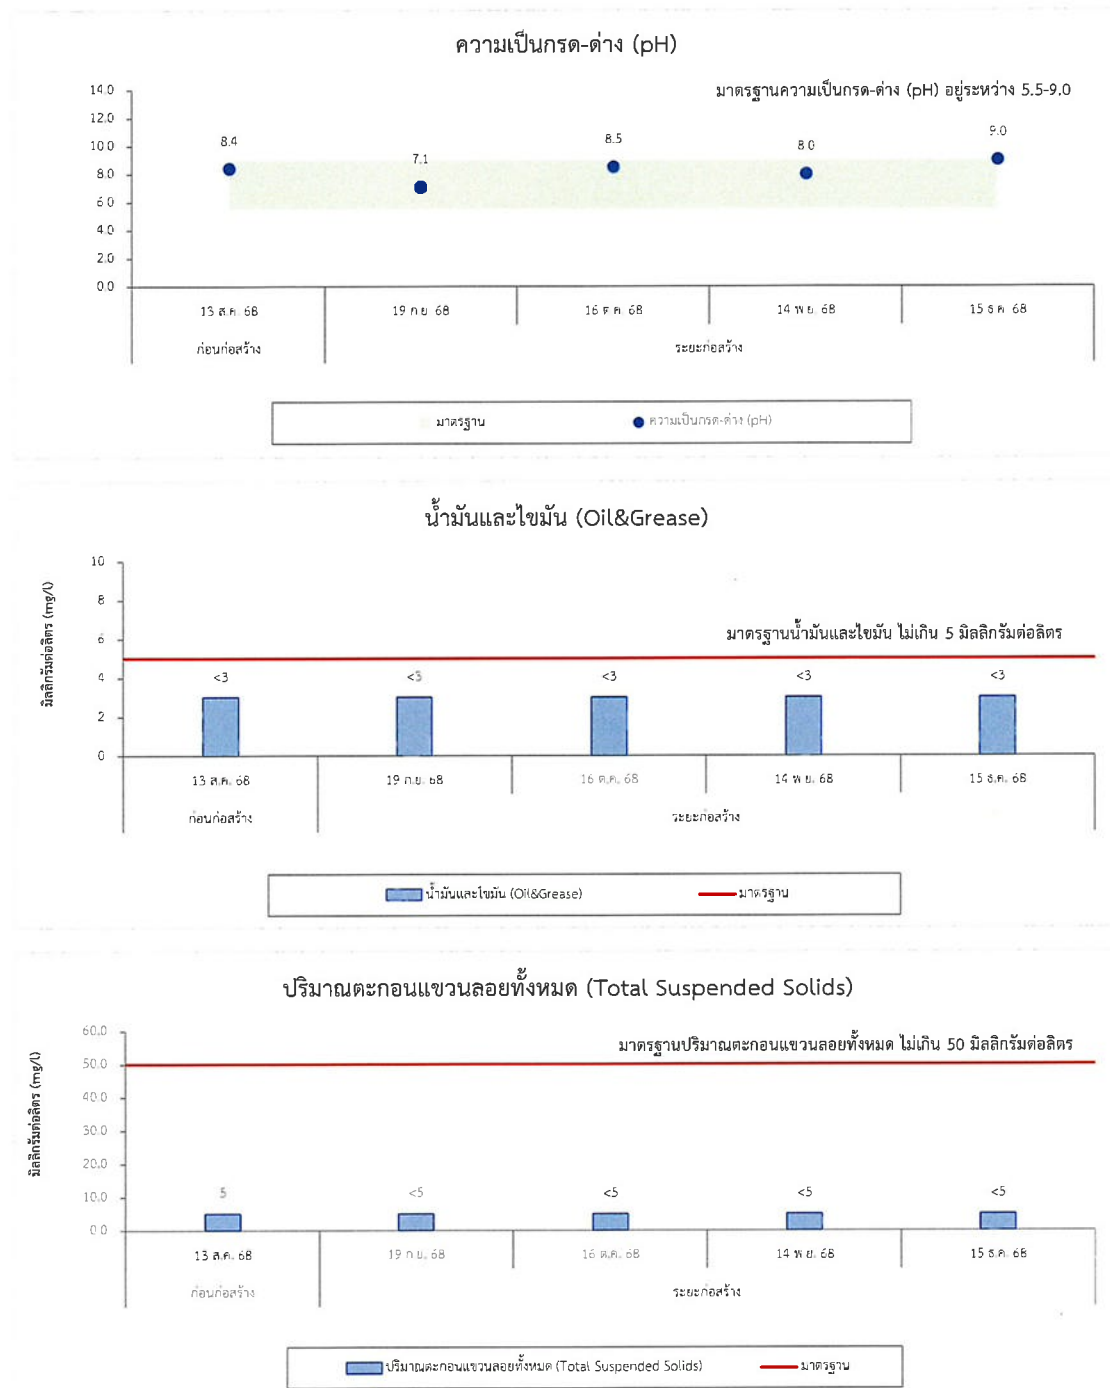 ความเป็นกรด-ด่าง (pH)
มาตรฐานความเป็นกรด-ด่าง (pH) อยู่ระหว่าง 5.5-9.0
14.0
12.0
10.0
8.0
6.0
4.0
2.0
0.0
8.4
7.1
8.5
8.0
9.0
13 ส.ค. 68
19 ก.ย. 68
16 ต.ค. 68
14 พ.ย. 68
15 ธ.ค. 68
ก่อนก่อสร้าง
ระยะก่อสร้าง
มาตรฐาน
ความเป็นกรด-ด่าง (pH)
น้ำมันและไขมัน (Oil&Grease)
มิลลิกรัมต่อลิตร (mg/l)
มาตรฐานน้ำมันและไขมัน ไม่เกิน 5 มิลลิกรัมต่อลิตร
10
8
6
4
2
0
<3
<3
<3
<3
<3
13 ส.ค. 68
19 ก.ย. 68
16 ต.ค. 68
14 พ.ย. 68
15 ธ.ค. 68
ก่อนก่อสร้าง
ระยะก่อสร้าง
น้ำมันและไขมัน (Oil&Grease)
มาตรฐาน
ปริมาณตะกอนแขวนลอยทั้งหมด (Total Suspended Solids)
มิลลิกรัมต่อลิตร (mg/l)
มาตรฐานปริมาณตะกอนแขวนลอยทั้งหมด ไม่เกิน 50 มิลลิกรัมต่อลิตร
60.0
50.0
40.0
30.0
20.0
10.0
0.0
5
<5
<5
<5
<5
13 ส.ค. 68
19 ก.ย. 68
16 ต.ค. 68
14 พ.ย. 68
15 ธ.ค. 68
ก่อนก่อสร้าง
ระยะก่อสร้าง
ปริมาณตะกอนแขวนลอยทั้งหมด (Total Suspended Solids)
มาตรฐาน